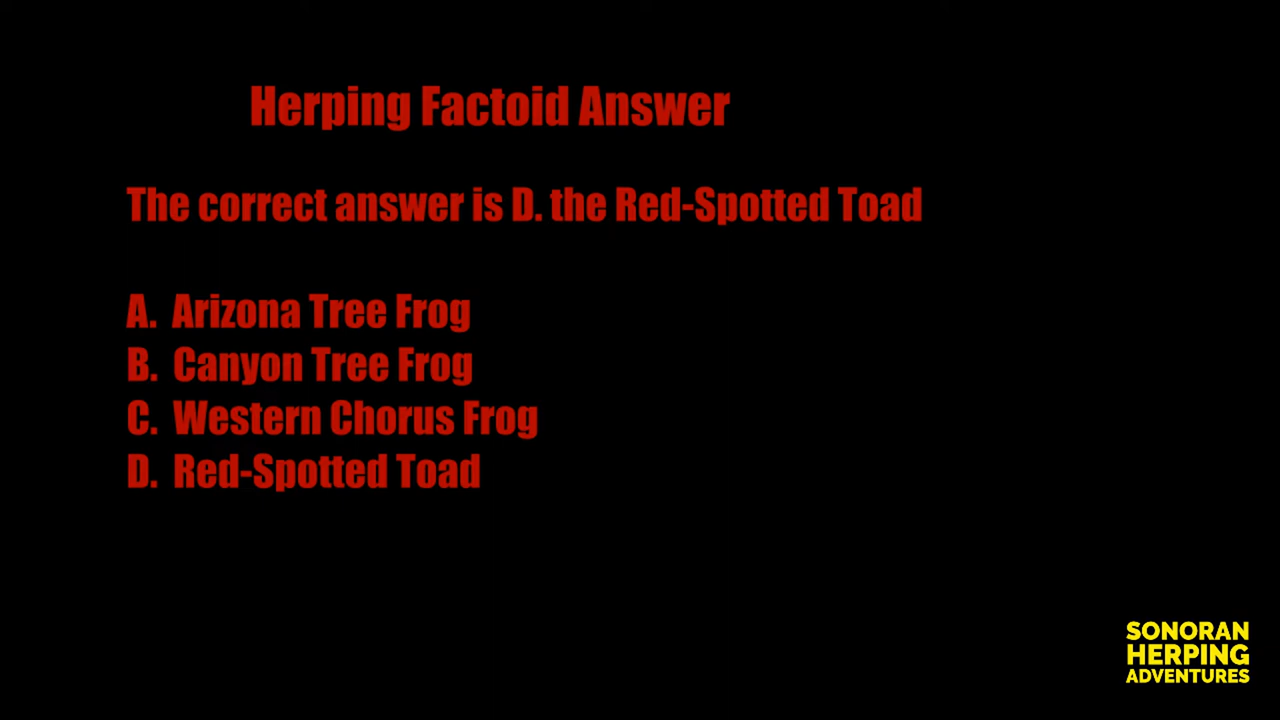 Herping Factoid Answer
The correct answer is D. the Red-Spotted Toad
A. Arizona Tree Frog
B. Canyon Tree Frog
C. Western Chorus Frog
D. Red-Spotted Toad
SONORAN
HERPING
ADVENTURES